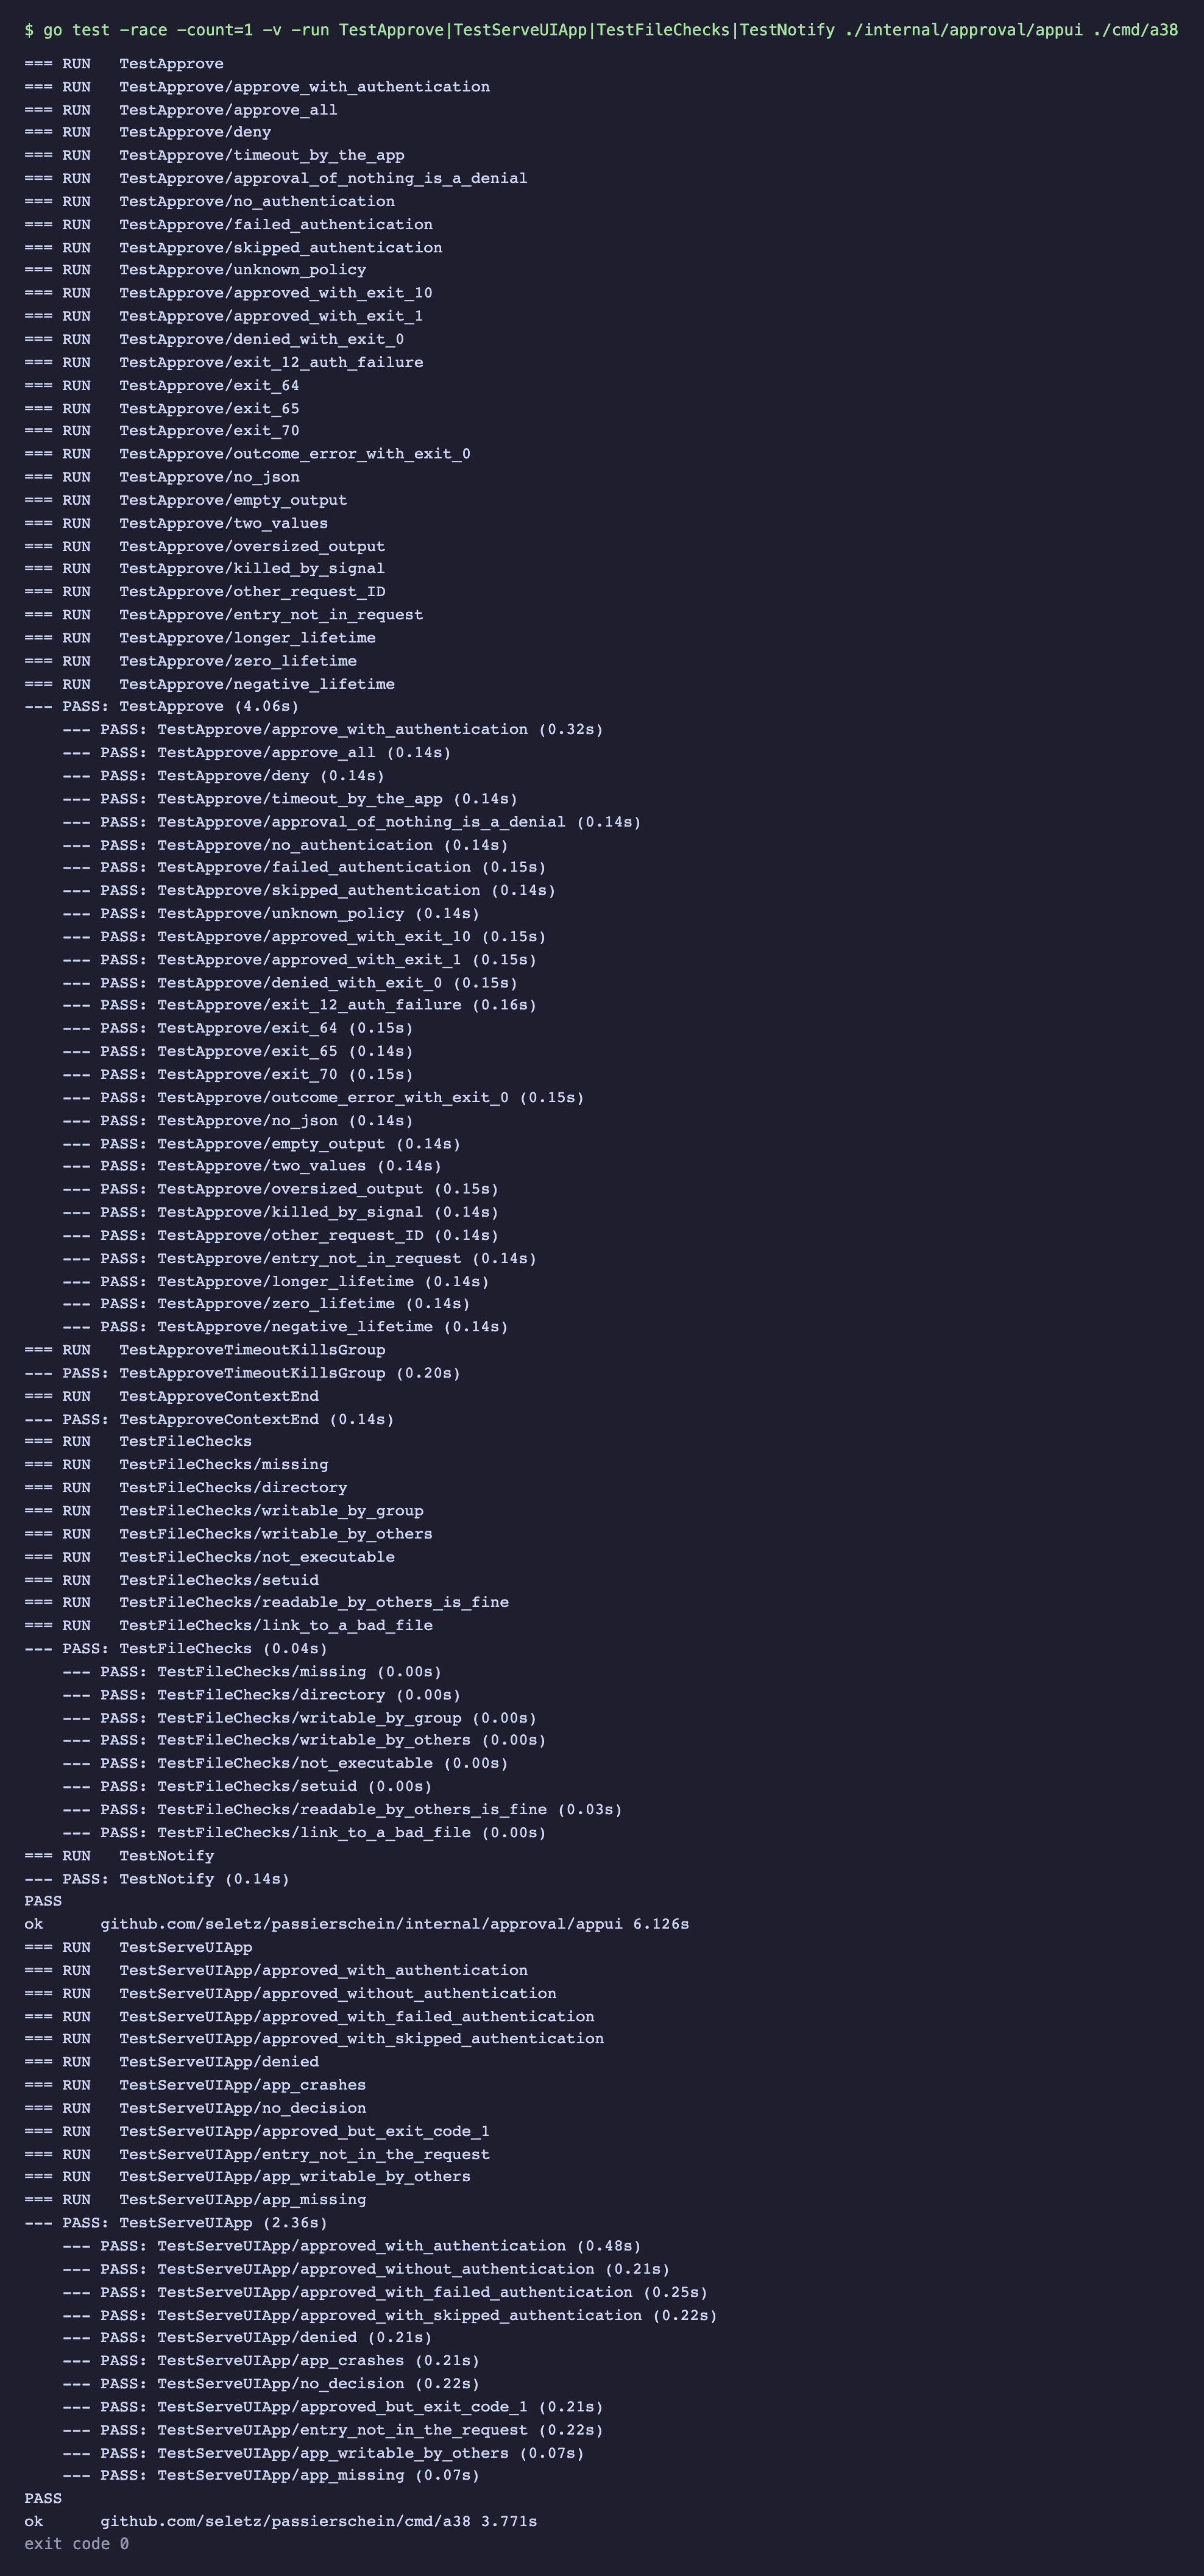 $ go test -race -count=1 -v -run TestApprove|TestServeUIApp|TestFileChecks|TestNotify ./internal/approval/appui ./cmd/a38
=== RUN   TestApprove
=== RUN   TestApprove/approve_with_authentication
=== RUN   TestApprove/approve_all
=== RUN   TestApprove/deny
=== RUN   TestApprove/timeout_by_the_app
=== RUN   TestApprove/approval_of_nothing_is_a_denial
=== RUN   TestApprove/no_authentication
=== RUN   TestApprove/failed_authentication
=== RUN   TestApprove/skipped_authentication
=== RUN   TestApprove/unknown_policy
=== RUN   TestApprove/approved_with_exit_10
=== RUN   TestApprove/approved_with_exit_1
=== RUN   TestApprove/denied_with_exit_0
=== RUN   TestApprove/exit_12_auth_failure
=== RUN   TestApprove/exit_64
=== RUN   TestApprove/exit_65
=== RUN   TestApprove/exit_70
=== RUN   TestApprove/outcome_error_with_exit_0
=== RUN   TestApprove/no_json
=== RUN   TestApprove/empty_output
=== RUN   TestApprove/two_values
=== RUN   TestApprove/oversized_output
=== RUN   TestApprove/killed_by_signal
=== RUN   TestApprove/other_request_ID
=== RUN   TestApprove/entry_not_in_request
=== RUN   TestApprove/longer_lifetime
=== RUN   TestApprove/zero_lifetime
=== RUN   TestApprove/negative_lifetime
--- PASS: TestApprove (4.06s)
    --- PASS: TestApprove/approve_with_authentication (0.32s)
    --- PASS: TestApprove/approve_all (0.14s)
    --- PASS: TestApprove/deny (0.14s)
    --- PASS: TestApprove/timeout_by_the_app (0.14s)
    --- PASS: TestApprove/approval_of_nothing_is_a_denial (0.14s)
    --- PASS: TestApprove/no_authentication (0.14s)
    --- PASS: TestApprove/failed_authentication (0.15s)
    --- PASS: TestApprove/skipped_authentication (0.14s)
    --- PASS: TestApprove/unknown_policy (0.14s)
    --- PASS: TestApprove/approved_with_exit_10 (0.15s)
    --- PASS: TestApprove/approved_with_exit_1 (0.15s)
    --- PASS: TestApprove/denied_with_exit_0 (0.15s)
    --- PASS: TestApprove/exit_12_auth_failure (0.16s)
    --- PASS: TestApprove/exit_64 (0.15s)
    --- PASS: TestApprove/exit_65 (0.14s)
    --- PASS: TestApprove/exit_70 (0.15s)
    --- PASS: TestApprove/outcome_error_with_exit_0 (0.15s)
    --- PASS: TestApprove/no_json (0.14s)
    --- PASS: TestApprove/empty_output (0.14s)
    --- PASS: TestApprove/two_values (0.14s)
    --- PASS: TestApprove/oversized_output (0.15s)
    --- PASS: TestApprove/killed_by_signal (0.14s)
    --- PASS: TestApprove/other_request_ID (0.14s)
    --- PASS: TestApprove/entry_not_in_request (0.14s)
    --- PASS: TestApprove/longer_lifetime (0.14s)
    --- PASS: TestApprove/zero_lifetime (0.14s)
    --- PASS: TestApprove/negative_lifetime (0.14s)
=== RUN   TestApproveTimeoutKillsGroup
--- PASS: TestApproveTimeoutKillsGroup (0.20s)
=== RUN   TestApproveContextEnd
--- PASS: TestApproveContextEnd (0.14s)
=== RUN   TestFileChecks
=== RUN   TestFileChecks/missing
=== RUN   TestFileChecks/directory
=== RUN   TestFileChecks/writable_by_group
=== RUN   TestFileChecks/writable_by_others
=== RUN   TestFileChecks/not_executable
=== RUN   TestFileChecks/setuid
=== RUN   TestFileChecks/readable_by_others_is_fine
=== RUN   TestFileChecks/link_to_a_bad_file
--- PASS: TestFileChecks (0.04s)
    --- PASS: TestFileChecks/missing (0.00s)
    --- PASS: TestFileChecks/directory (0.00s)
    --- PASS: TestFileChecks/writable_by_group (0.00s)
    --- PASS: TestFileChecks/writable_by_others (0.00s)
    --- PASS: TestFileChecks/not_executable (0.00s)
    --- PASS: TestFileChecks/setuid (0.00s)
    --- PASS: TestFileChecks/readable_by_others_is_fine (0.03s)
    --- PASS: TestFileChecks/link_to_a_bad_file (0.00s)
=== RUN   TestNotify
--- PASS: TestNotify (0.14s)
PASS
ok      github.com/seletz/passierschein/internal/approval/appui 6.126s
=== RUN   TestServeUIApp
=== RUN   TestServeUIApp/approved_with_authentication
=== RUN   TestServeUIApp/approved_without_authentication
=== RUN   TestServeUIApp/approved_with_failed_authentication
=== RUN   TestServeUIApp/approved_with_skipped_authentication
=== RUN   TestServeUIApp/denied
=== RUN   TestServeUIApp/app_crashes
=== RUN   TestServeUIApp/no_decision
=== RUN   TestServeUIApp/approved_but_exit_code_1
=== RUN   TestServeUIApp/entry_not_in_the_request
=== RUN   TestServeUIApp/app_writable_by_others
=== RUN   TestServeUIApp/app_missing
--- PASS: TestServeUIApp (2.36s)
    --- PASS: TestServeUIApp/approved_with_authentication (0.48s)
    --- PASS: TestServeUIApp/approved_without_authentication (0.21s)
    --- PASS: TestServeUIApp/approved_with_failed_authentication (0.25s)
    --- PASS: TestServeUIApp/approved_with_skipped_authentication (0.22s)
    --- PASS: TestServeUIApp/denied (0.21s)
    --- PASS: TestServeUIApp/app_crashes (0.21s)
    --- PASS: TestServeUIApp/no_decision (0.22s)
    --- PASS: TestServeUIApp/approved_but_exit_code_1 (0.21s)
    --- PASS: TestServeUIApp/entry_not_in_the_request (0.22s)
    --- PASS: TestServeUIApp/app_writable_by_others (0.07s)
    --- PASS: TestServeUIApp/app_missing (0.07s)
PASS
ok      github.com/seletz/passierschein/cmd/a38 3.771s
exit code 0